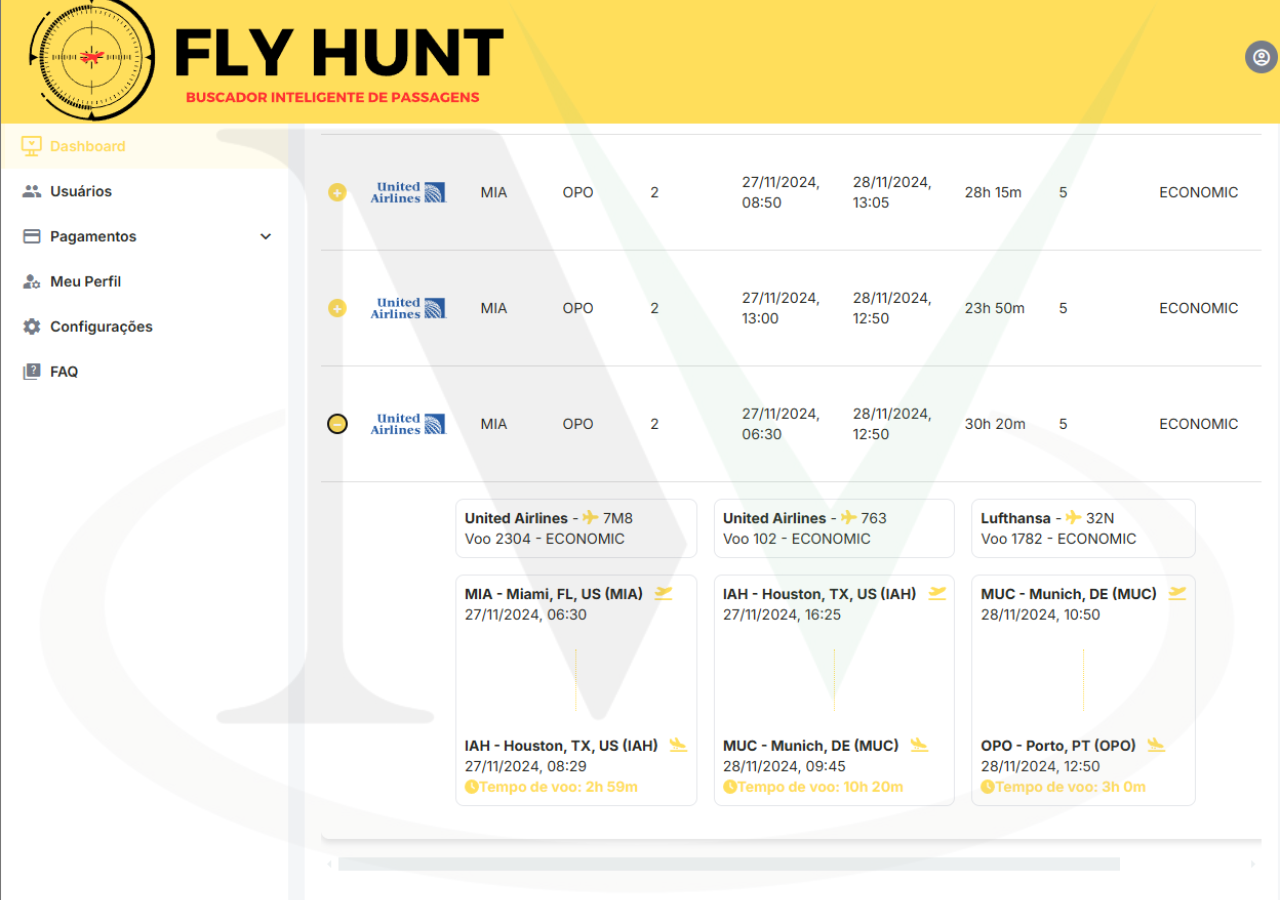 FLY HUNT
BUSCADOR INTELIGENTE DE PASSAGENS
Dashboard
Usuários
Pagamentos
Meu Perfil
Configurações
FAQ
United Airlines MIA OPO 2 27/11/2024, 08:50 28/11/2024, 13:05 28h 15m 5 ECONOMIC
United Airlines MIA OPO 2 27/11/2024, 13:00 28/11/2024, 12:50 23h 50m 5 ECONOMIC
United Airlines MIA OPO 2 27/11/2024, 06:30 28/11/2024, 12:50 30h 20m 5 ECONOMIC
United Airlines - 7M8
Voo 2304 - ECONOMIC
MIA - Miami, FL, US (MIA)
27/11/2024, 06:30
IAH - Houston, TX, US (IAH)
27/11/2024, 08:29
Tempo de voo: 2h 59m
United Airlines - 763
Voo 102 - ECONOMIC
IAH - Houston, TX, US (IAH)
27/11/2024, 16:25
MUC - Munich, DE (MUC)
28/11/2024, 09:45
Tempo de voo: 10h 20m
Lufthansa - 32N
Voo 1782 - ECONOMIC
MUC - Munich, DE (MUC)
28/11/2024, 10:50
OPO - Porto, PT (OPO)
28/11/2024, 12:50
Tempo de voo: 3h 0m